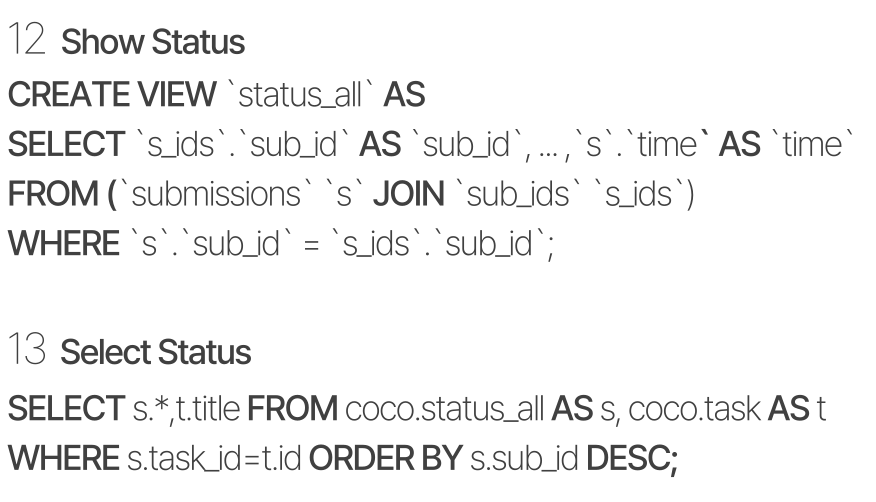 12 Show Status
CREATE VIEW `status_all` AS
SELECT `s_ids`.`sub_id` AS `sub_id`, ... ,`s`.`time` AS `time`
FROM (`submissions` `s` JOIN `sub_ids` `s_ids`)
WHERE `s`.`sub_id` = `s_ids`.`sub_id`;
13 Select Status
SELECT s.*,t.title FROM coco.status_all AS s, coco.task AS t
WHERE s.task_id=t.id ORDER BY s.sub_id DESC;